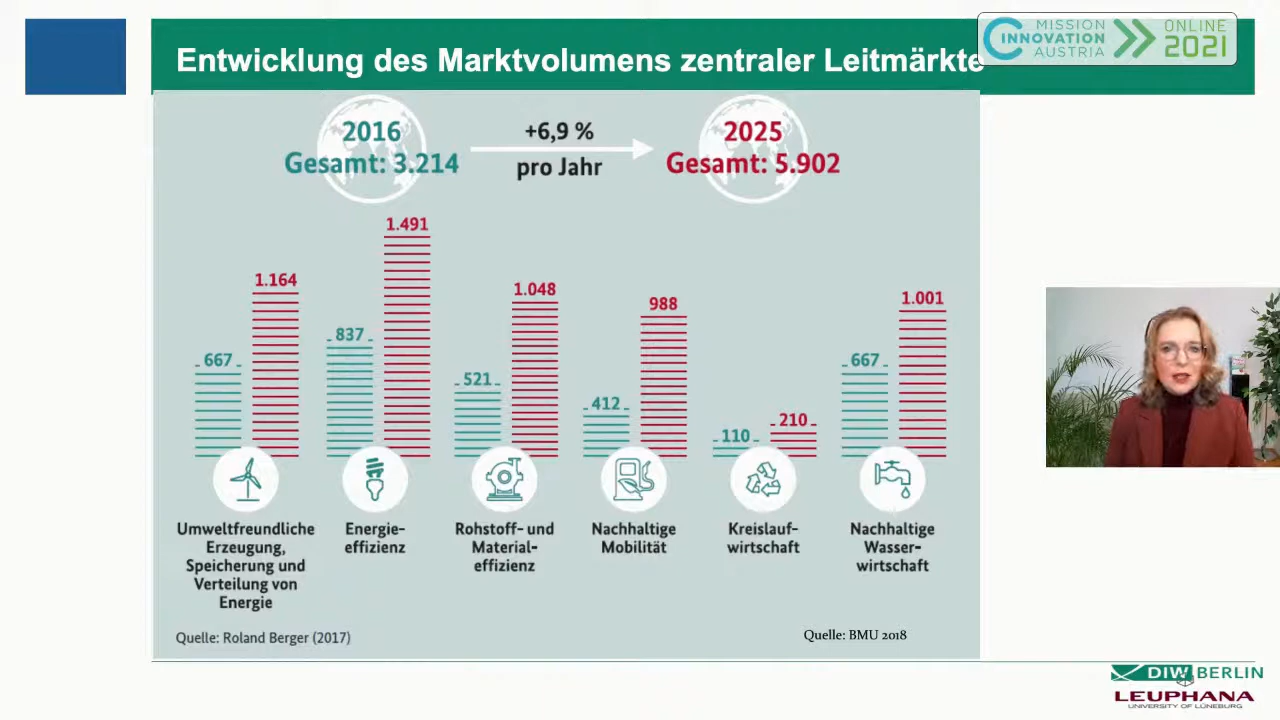 Entwicklung des Marktvolumens zentraler Leitmärkte
MISSION
INNOVATION
AUSTRIA
ONLINE
2021
2016
Gesamt: 3.214
+6,9 %
pro Jahr
2025
Gesamt: 5.902
667
1.164
837
1.491
521
1.048
412
988
110
210
667
1.001
Umweltfreundliche
Erzeugung,
Speicherung und
Verteilung von
Energie
Energie-
effizienz
Rohstoff- und
Material-
effizienz
Nachhaltige
Mobilität
Kreislauf-
wirtschaft
Nachhaltige
Wasser-
wirtschaft
Quelle: Roland Berger (2017)
Quelle: BMU 2018
DIW BERLIN
LEUPHANA
UNIVERSITY OF LÜNEBURG